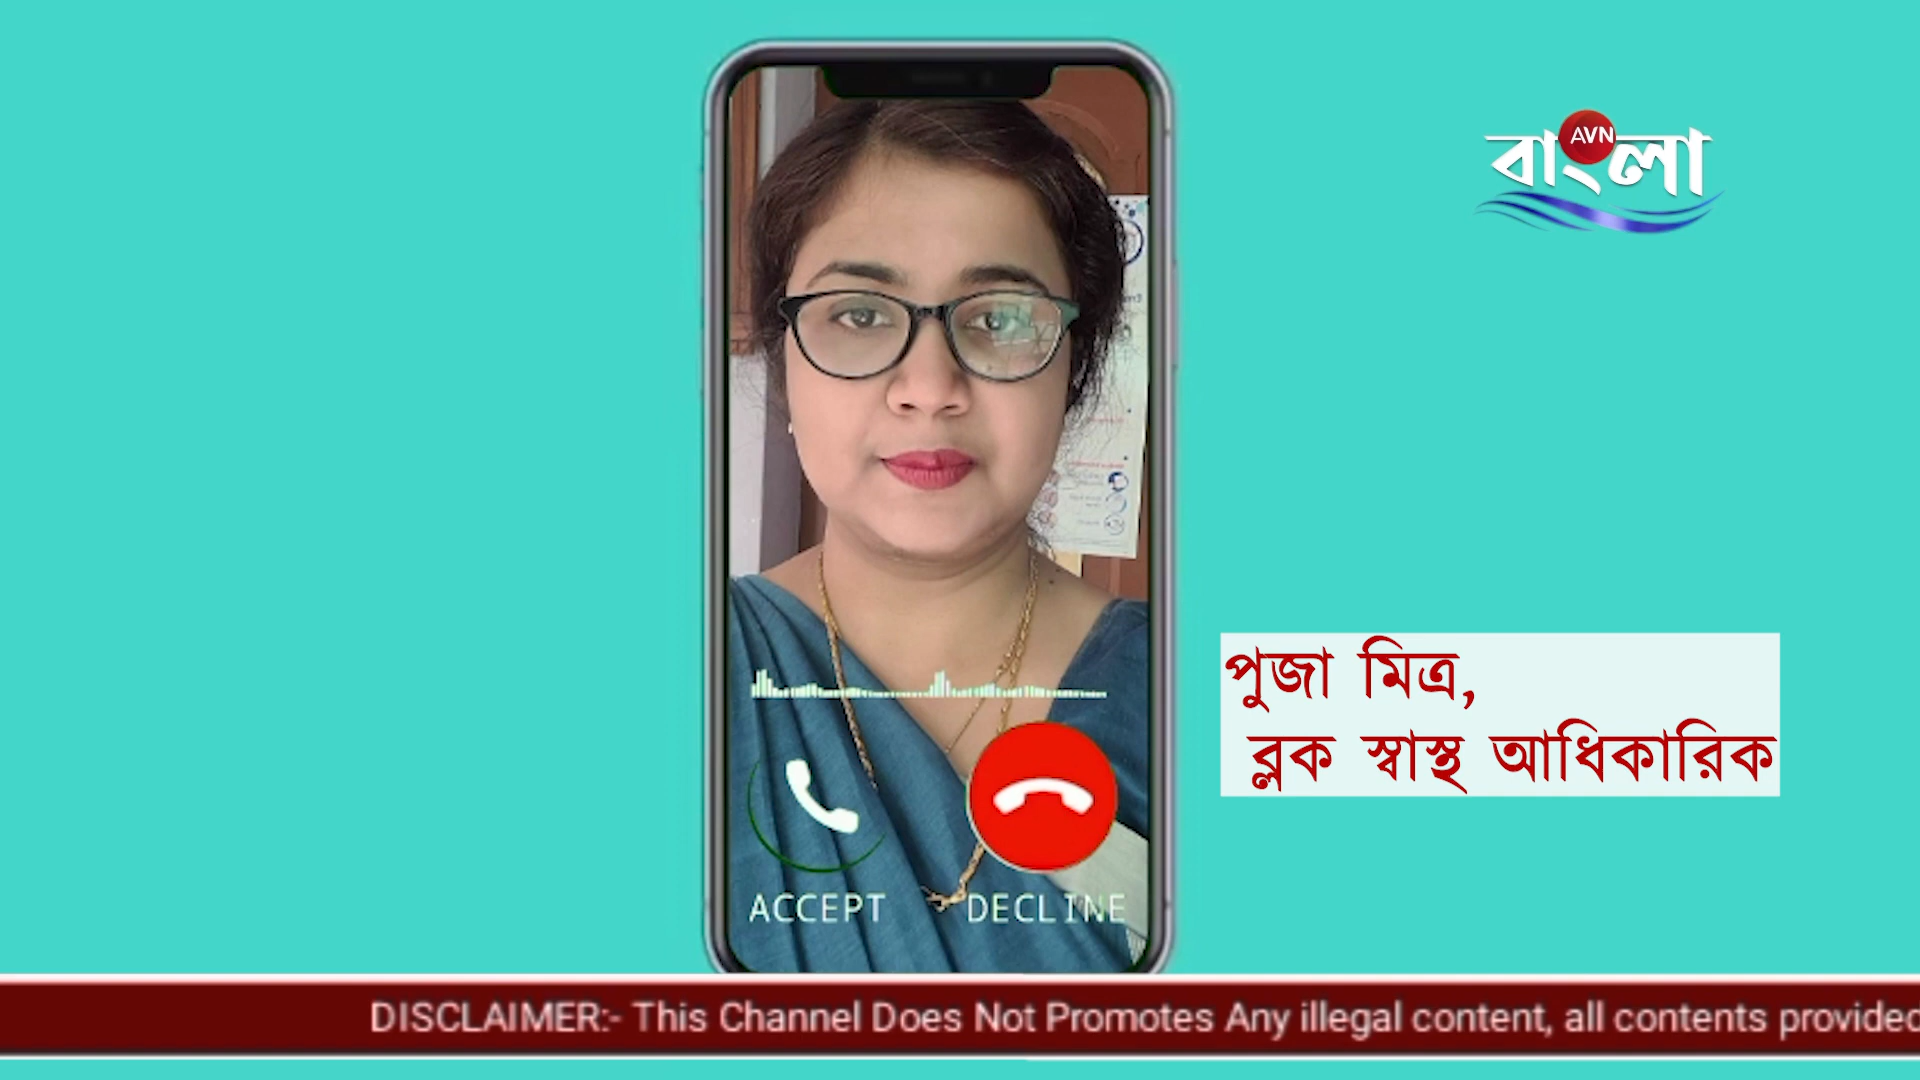 AVN
বাংলা
পুজা মিত্র,
ব্লক স্বাস্থ আধিকারিক
ACCEPT DECLINE
DISCLAIMER:- This Channel Does Not Promotes Any illegal content, all contents provided